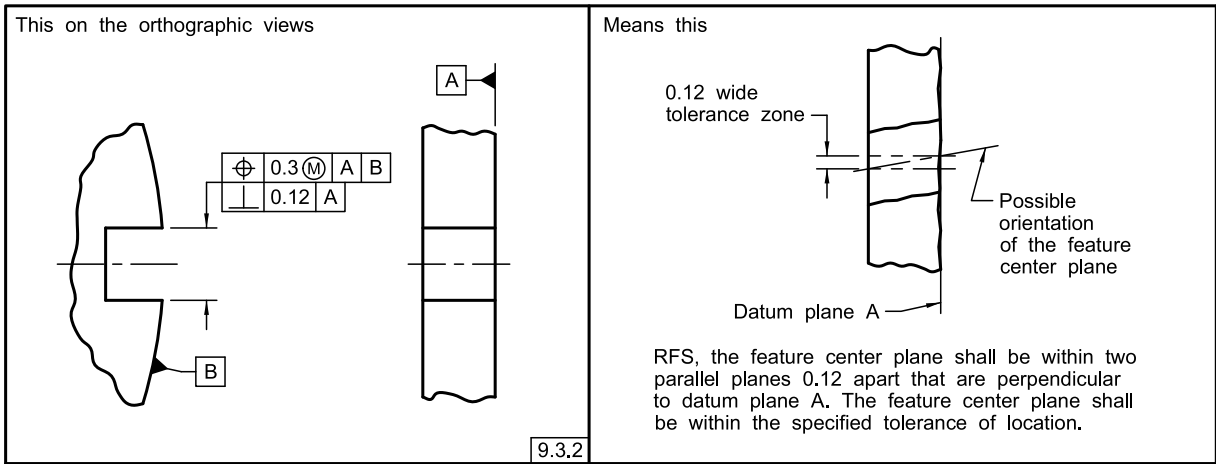 This on the orthographic views
A
⌖ 0.3 Ⓜ A B
⟂ 0.12 A
B
9.3.2
Means this
0.12 wide
tolerance zone
Possible
orientation
of the feature
center plane
Datum plane A
RFS, the feature center plane shall be within two
parallel planes 0.12 apart that are perpendicular
to datum plane A. The feature center plane shall
be within the specified tolerance of location.